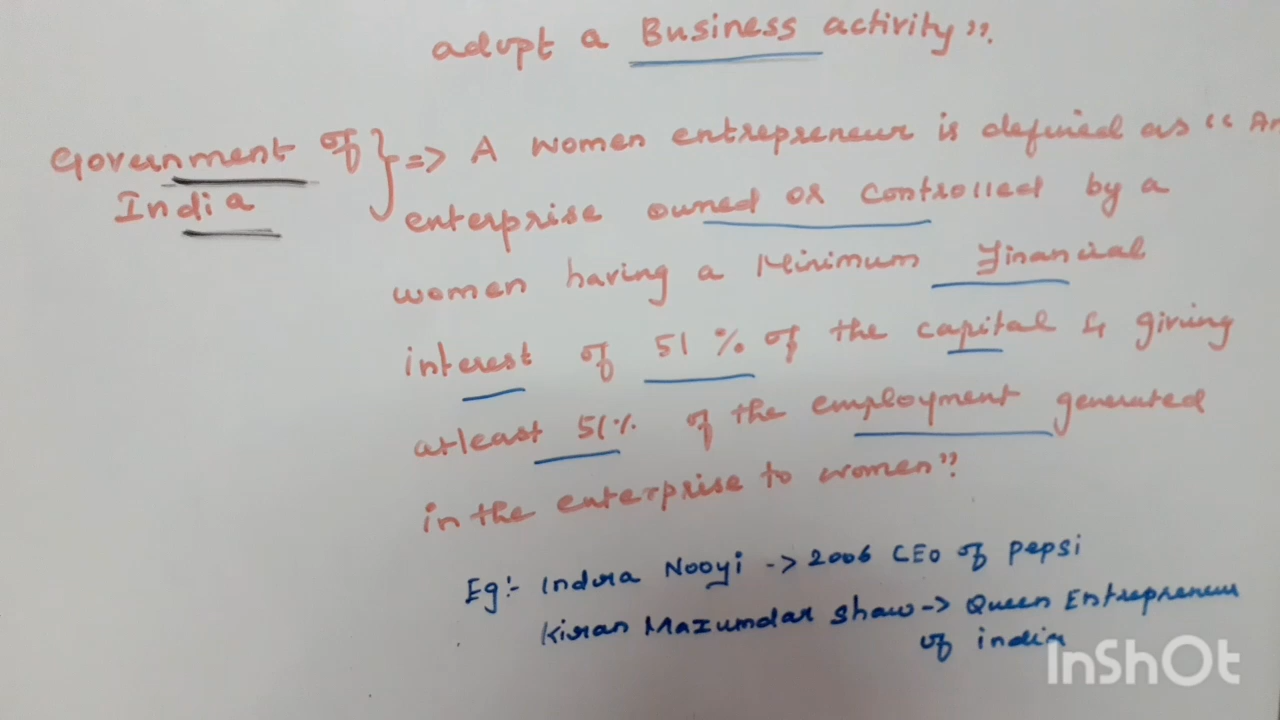 adopt a Business activity".
Government of } => A women entrepreneur is defined as "An
India enterprise owned or controlled by a
women having a Minimum Financial
interest of 51% of the capital & giving
atleast 51% of the employment generated
in the enterprise to women"
Eg:- Indira Nooyi -> 2006 CEO of pepsi
Kiran Mazumdar Shaw -> Queen Entrepreneur
of india
InShOt